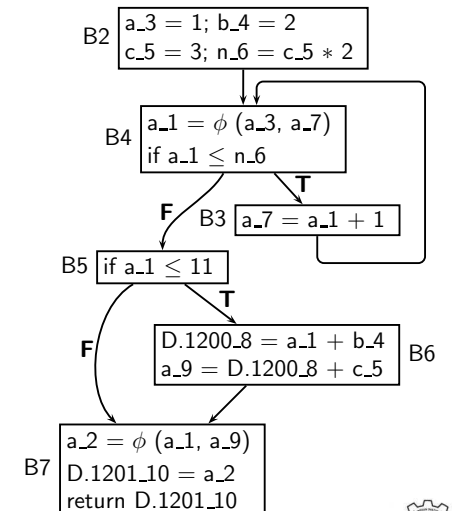 B2
a_3 = 1; b_4 = 2
c_5 = 3; n_6 = c_5 * 2
B4
a_1 = ϕ (a_3, a_7)
if a_1 ≤ n_6
T
F
B3
a_7 = a_1 + 1
B5
if a_1 ≤ 11
T
F
D.1200_8 = a_1 + b_4
a_9 = D.1200_8 + c_5
B6
B7
a_2 = ϕ (a_1, a_9)
D.1201_10 = a_2
return D.1201_10